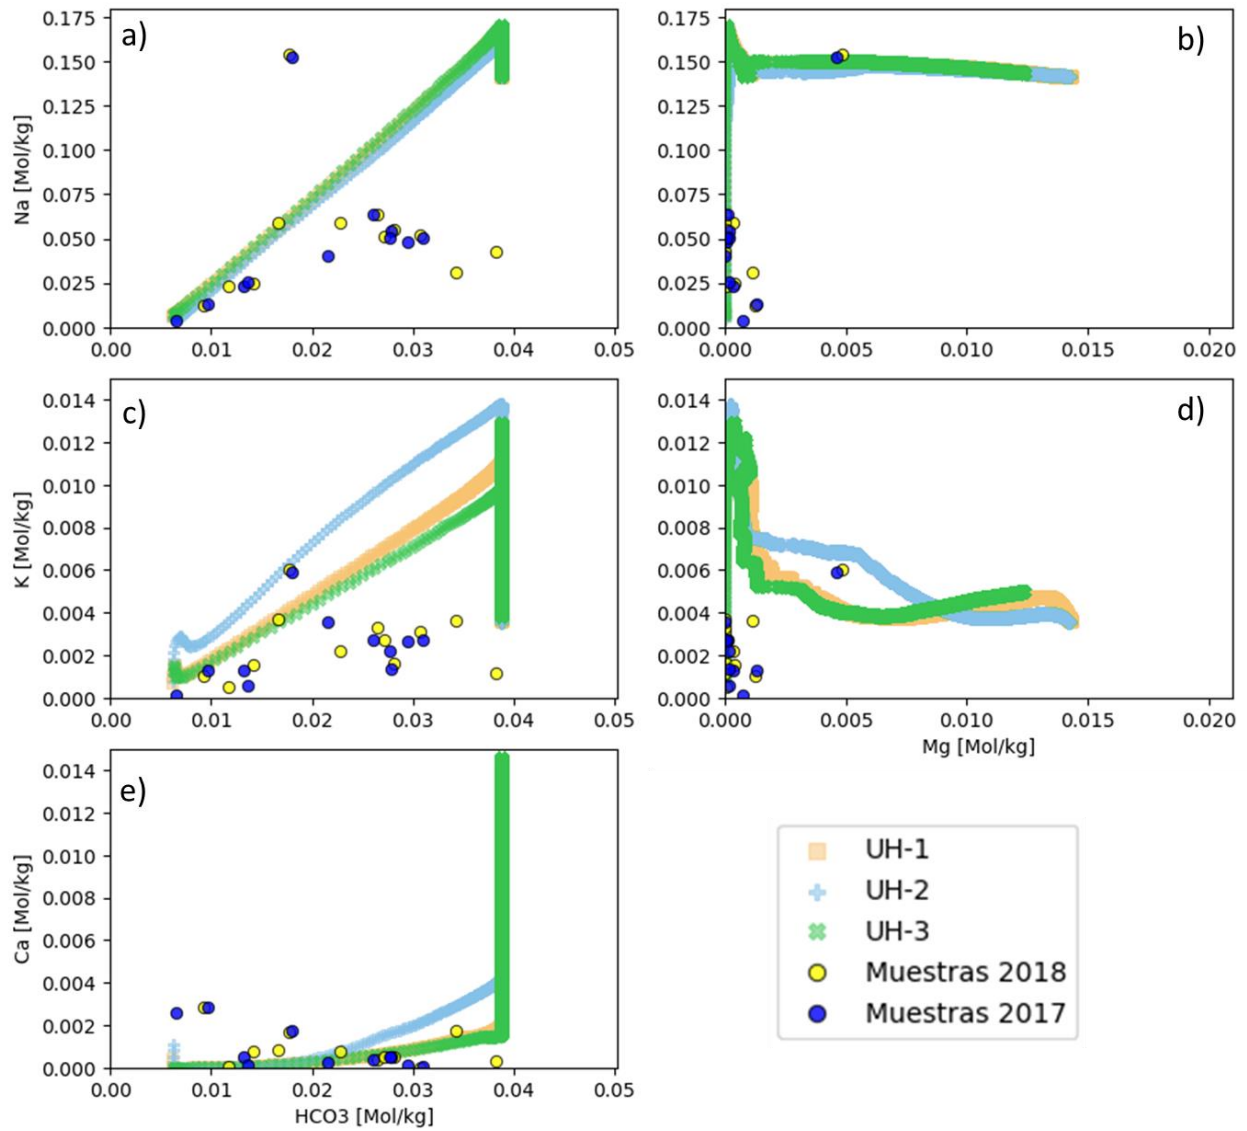 a)
0.175
0.150
0.125
0.100
0.075
0.050
0.025
0.000
Na [Mol/kg]
0.00 0.01 0.02 0.03 0.04 0.05
b)
0.175
0.150
0.125
0.100
0.075
0.050
0.025
0.000
0.000 0.005 0.010 0.015 0.020
c)
0.014
0.012
0.010
0.008
0.006
0.004
0.002
0.000
K [Mol/kg]
0.00 0.01 0.02 0.03 0.04 0.05
d)
0.014
0.012
0.010
0.008
0.006
0.004
0.002
0.000
0.000 0.005 0.010 0.015 0.020
Mg [Mol/kg]
e)
0.014
0.012
0.010
0.008
0.006
0.004
0.002
0.000
Ca [Mol/kg]
0.00 0.01 0.02 0.03 0.04 0.05
HCO3 [Mol/kg]
UH-1
UH-2
UH-3
Muestras 2018
Muestras 2017